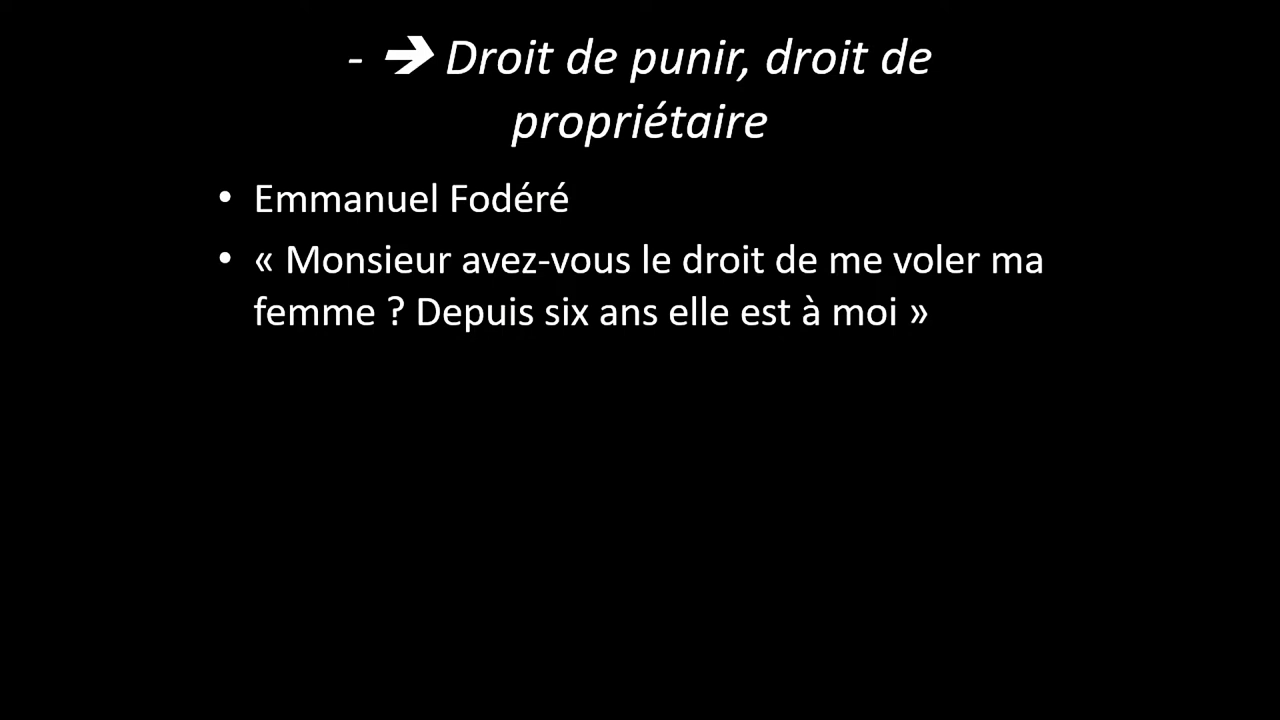 - ➔ Droit de punir, droit de
propriétaire
• Emmanuel Fodéré
• « Monsieur avez-vous le droit de me voler ma
femme ? Depuis six ans elle est à moi »